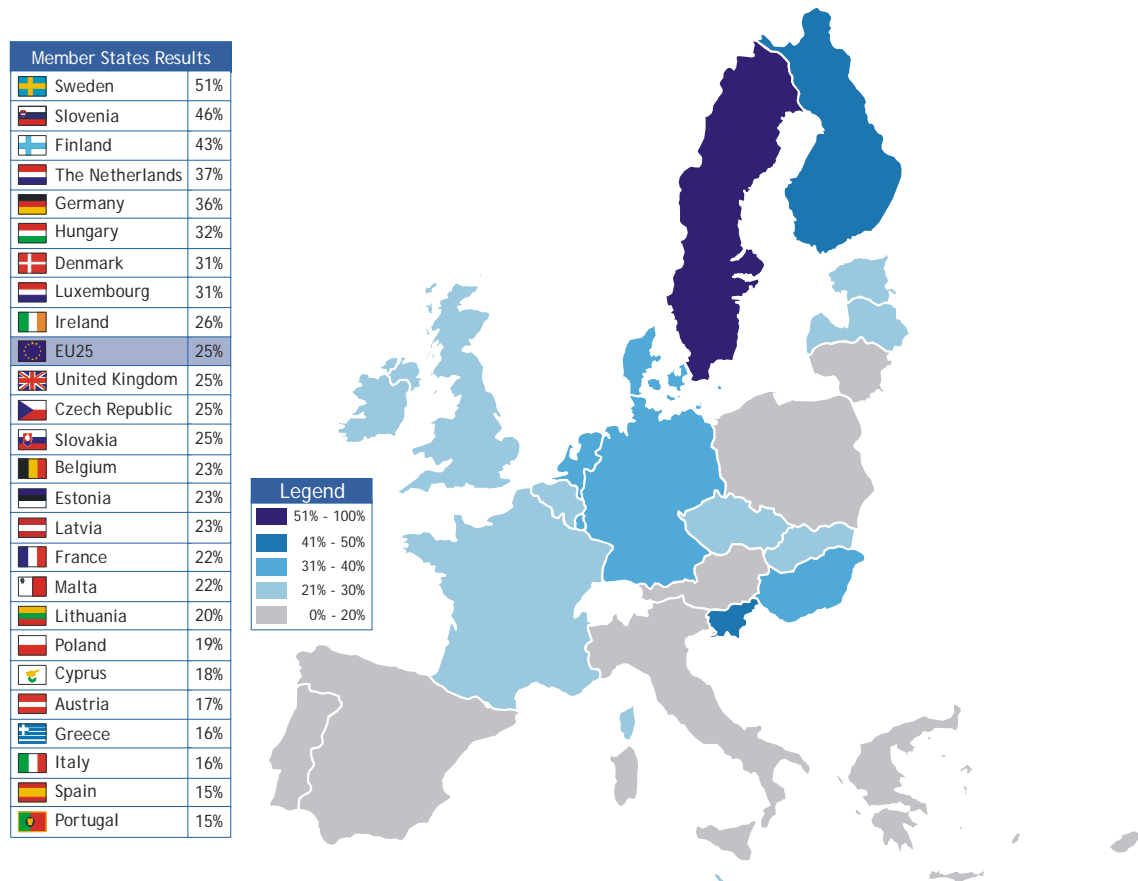 Member States Results
Sweden 51%
Slovenia 46%
Finland 43%
The Netherlands 37%
Germany 36%
Hungary 32%
Denmark 31%
Luxembourg 31%
Ireland 26%
EU25 25%
United Kingdom 25%
Czech Republic 25%
Slovakia 25%
Belgium 23%
Estonia 23%
Latvia 23%
France 22%
Malta 22%
Lithuania 20%
Poland 19%
Cyprus 18%
Austria 17%
Greece 16%
Italy 16%
Spain 15%
Portugal 15%
Legend
51% - 100%
41% - 50%
31% - 40%
21% - 30%
0% - 20%